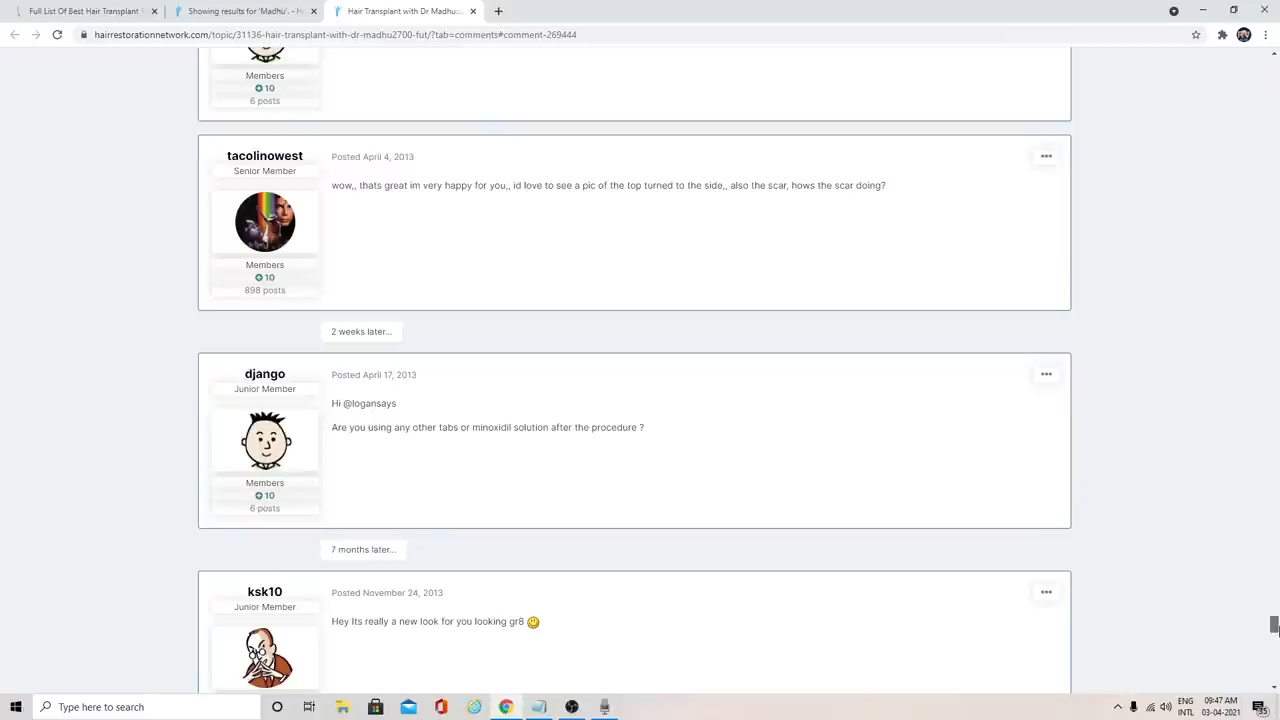 Full List Of Best Hair Transplant S
Showing results for 'Madhu'. - H
Hair Transplant with Dr Madhu:
hairrestorationnetwork.com/topic/31136-hair-transplant-with-dr-madhu2700-fut/?tab=comments#comment-269444
Members
10
6 posts
tacolinowest
Senior Member
Posted April 4, 2013
wow,, thats great im very happy for you,, id love to see a pic of the top turned to the side,, also the scar, hows the scar doing?
Members
10
898 posts
2 weeks later...
django
Junior Member
Posted April 17, 2013
Hi @logansays
Are you using any other tabs or minoxidil solution after the procedure ?
Members
10
6 posts
7 months later...
ksk10
Junior Member
Posted November 24, 2013
Hey Its really a new look for you looking gr8
Type here to search
ENG
INTL
09:47 AM
03-04-2021